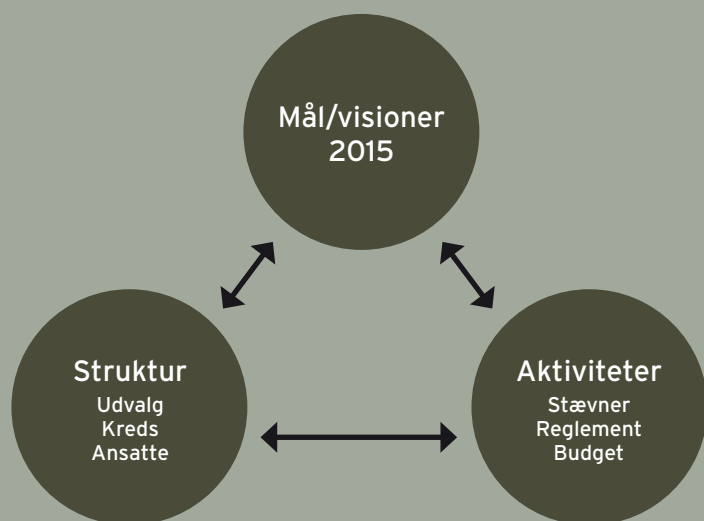 Mål/visioner
2015
Struktur
Udvalg
Kreds
Ansatte
Aktiviteter
Stævner
Reglement
Budget